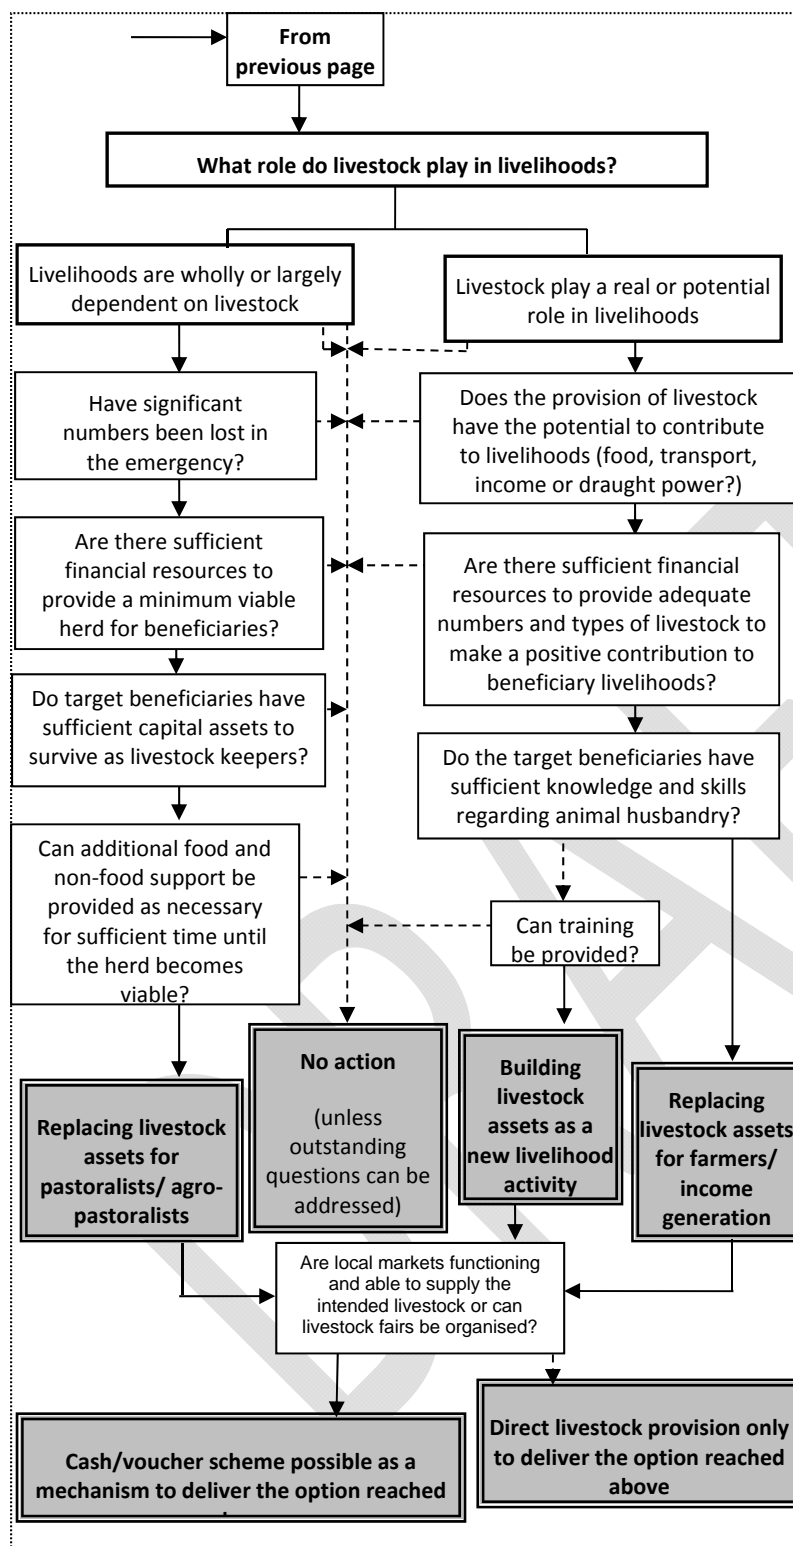 From
previous page
What role do livestock play in livelihoods?
Livelihoods are wholly or largely
dependent on livestock
Livestock play a real or potential
role in livelihoods
Have significant
numbers been lost in
the emergency?
Does the provision of livestock
have the potential to contribute
to livelihoods (food, transport,
income or draught power?)
Are there sufficient
financial resources to
provide a minimum viable
herd for beneficiaries?
Are there sufficient financial
resources to provide adequate
numbers and types of livestock to
make a positive contribution to
beneficiary livelihoods?
Do target beneficiaries have
sufficient capital assets to
survive as livestock keepers?
Do the target beneficiaries have
sufficient knowledge and skills
regarding animal husbandry?
Can additional food and
non-food support be
provided as necessary
for sufficient time until
the herd becomes
viable?
Can training
be provided?
No action
(unless
outstanding
questions can be
addressed)
Building
livestock
assets as a
new livelihood
activity
Replacing
livestock assets
for farmers/
income
generation
Replacing livestock
assets for
pastoralists/ agro-
pastoralists
Are local markets functioning
and able to supply the
intended livestock or can
livestock fairs be organised?
Cash/voucher scheme possible as a
mechanism to deliver the option reached
Direct livestock provision only
to deliver the option reached
above